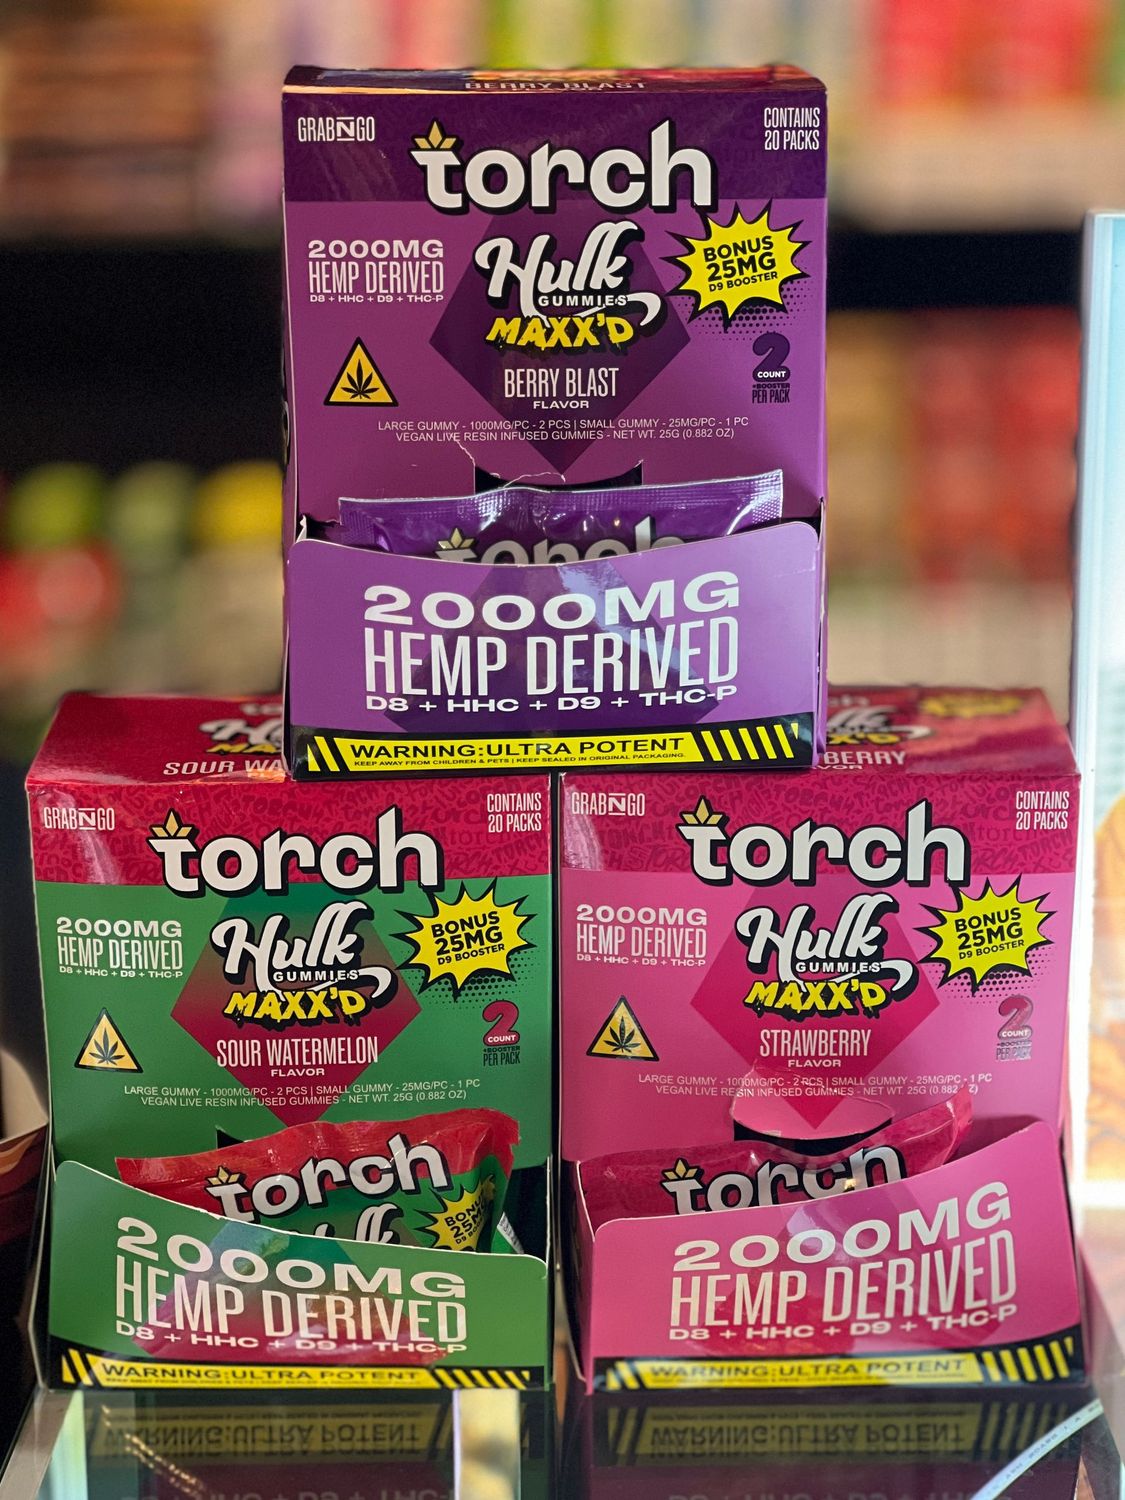 BERRY BLAST
GRAB N GO
CONTAINS
20 PACKS
torch
2000MG
HEMP DERIVED
D8 + HHC + D9 + THC-P
Hulk
GUMMIES
MAXX'D
BONUS
25MG
D9 BOOSTER
2
COUNT
+BOOSTER
PER PACK
BERRY BLAST
FLAVOR
LARGE GUMMY - 1000MG/PC - 2 PCS | SMALL GUMMY - 25MG/PC - 1 PC
VEGAN LIVE RESIN INFUSED GUMMIES - NET WT. 25G (0.882 OZ)
torch
2000MG
HEMP DERIVED
D8 + HHC + D9 + THC-P
WARNING:ULTRA POTENT
KEEP AWAY FROM CHILDREN & PETS | KEEP SEALED IN ORIGINAL PACKAGING.
SOUR WA
GRAB N GO
CONTAINS
20 PACKS
torch
2000MG
HEMP DERIVED
D8 + HHC + D9 + THC-P
Hulk
GUMMIES
MAXX'D
BONUS
25MG
D9 BOOSTER
2
COUNT
+BOOSTER
PER PACK
SOUR WATERMELON
FLAVOR
LARGE GUMMY - 1000MG/PC - 2 PCS | SMALL GUMMY - 25MG/PC - 1 PC
VEGAN LIVE RESIN INFUSED GUMMIES - NET WT. 25G (0.882 OZ)
torch
2000MG
HEMP DERIVED
D8 + HHC + D9 + THC-P
WARNING:ULTRA POTENT
BERRY
GRAB N GO
CONTAINS
20 PACKS
torch
2000MG
HEMP DERIVED
D8 + HHC + D9 + THC-P
Hulk
GUMMIES
MAXX'D
BONUS
25MG
D9 BOOSTER
2
COUNT
+BOOSTER
PER PACK
STRAWBERRY
FLAVOR
LARGE GUMMY - 1000MG/PC - 2 PCS | SMALL GUMMY - 25MG/PC - 1 PC
VEGAN LIVE RESIN INFUSED GUMMIES - NET WT. 25G (0.882 OZ)
torch
2000MG
HEMP DERIVED
D8 + HHC + D9 + THC-P
WARNING:ULTRA POTENT